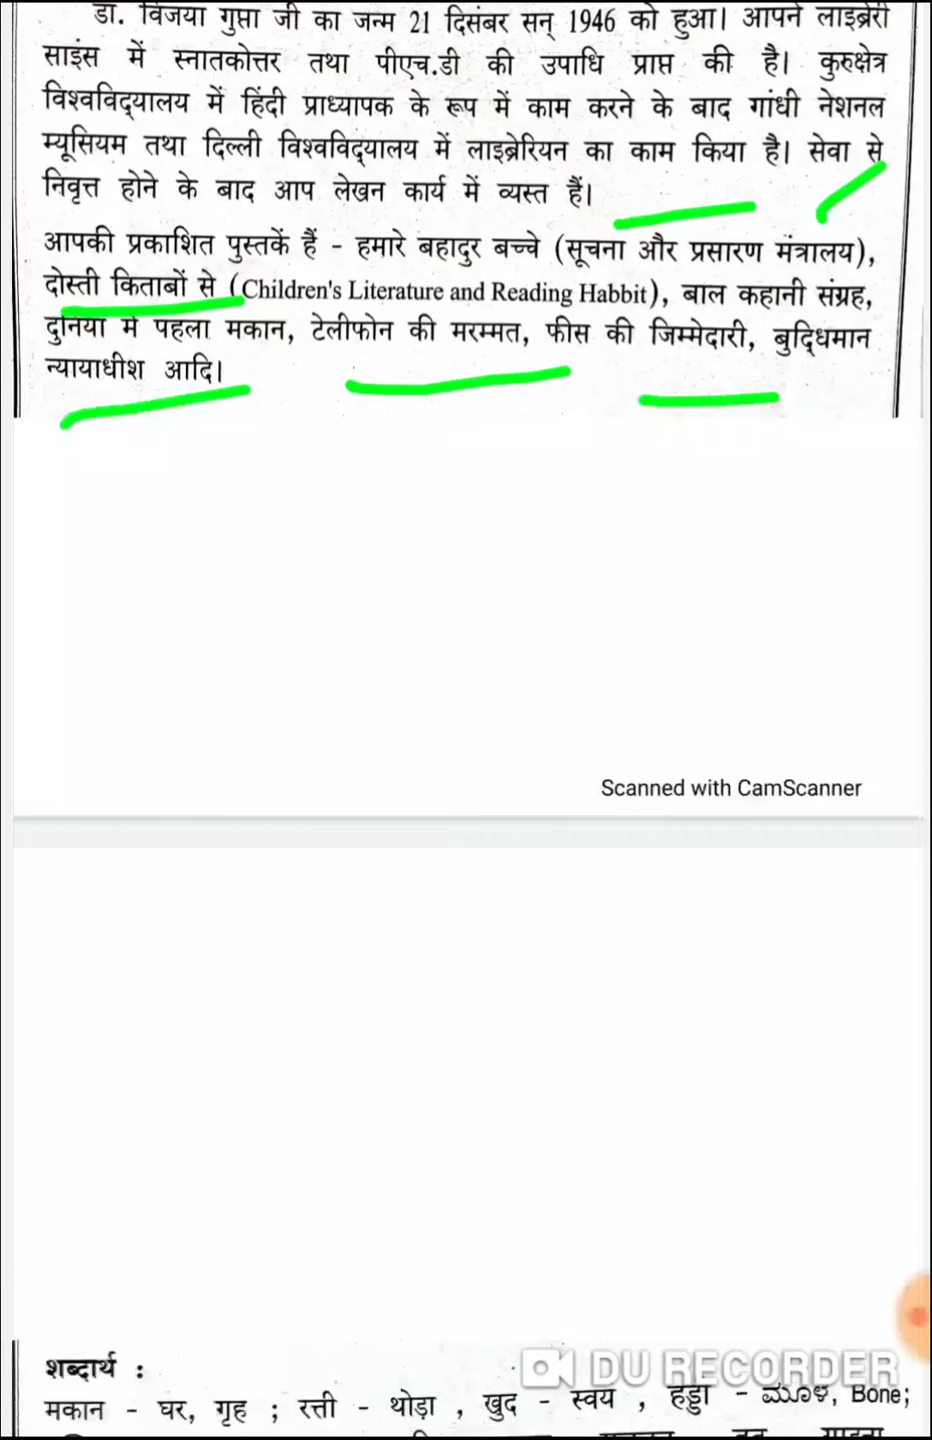 डा. विजया गुप्ता जी का जन्म 21 दिसंबर सन् 1946 को हुआ। आपने लाइब्रेरी
साइंस में स्नातकोत्तर तथा पीएच.डी की उपाधि प्राप्त की है। कुरुक्षेत्र
विश्वविद्यालय में हिंदी प्राध्यापक के रूप में काम करने के बाद गांधी नेशनल
म्यूसियम तथा दिल्ली विश्वविद्यालय में लाइब्रेरियन का काम किया है। सेवा से
निवृत्त होने के बाद आप लेखन कार्य में व्यस्त हैं।
आपकी प्रकाशित पुस्तकें हैं - हमारे बहादुर बच्चे (सूचना और प्रसारण मंत्रालय),
दोस्ती किताबों से (Children's Literature and Reading Habbit), बाल कहानी संग्रह,
दुनिया में पहला मकान, टेलीफोन की मरम्मत, फीस की जिम्मेदारी, बुद्धिमान
न्यायाधीश आदि।
Scanned with CamScanner
शब्दार्थ :
DU RECORDER
मकान - घर, गृह ; रत्ती - थोड़ा , खुद - स्वयं , हड्डी - ಮೂಳೆ, Bone;